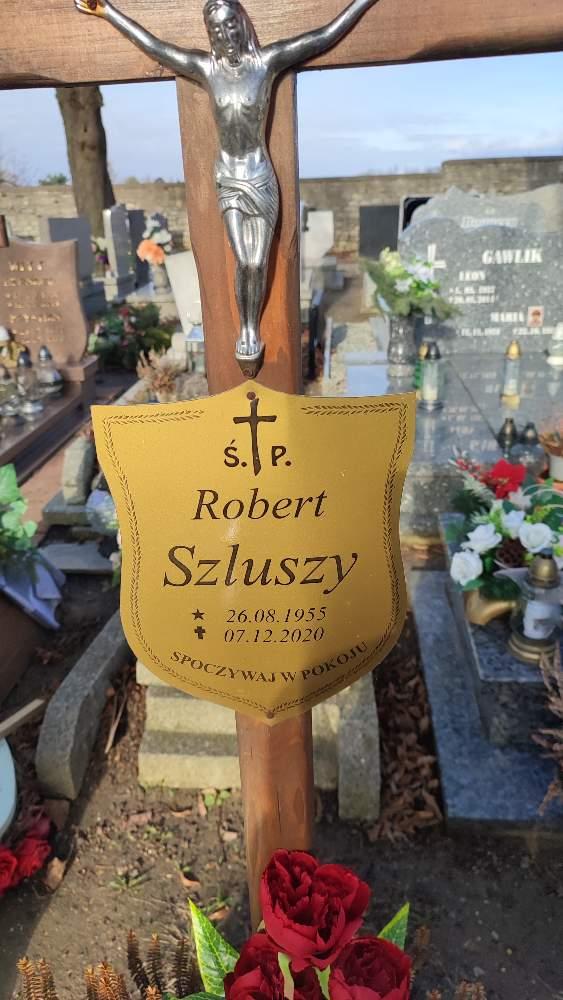 Ś. P.
Robert
Szluszy
26.08.1955
07.12.2020
SPOCZYWAJ W POKOJU
GAWLIK
LEON
MARIA